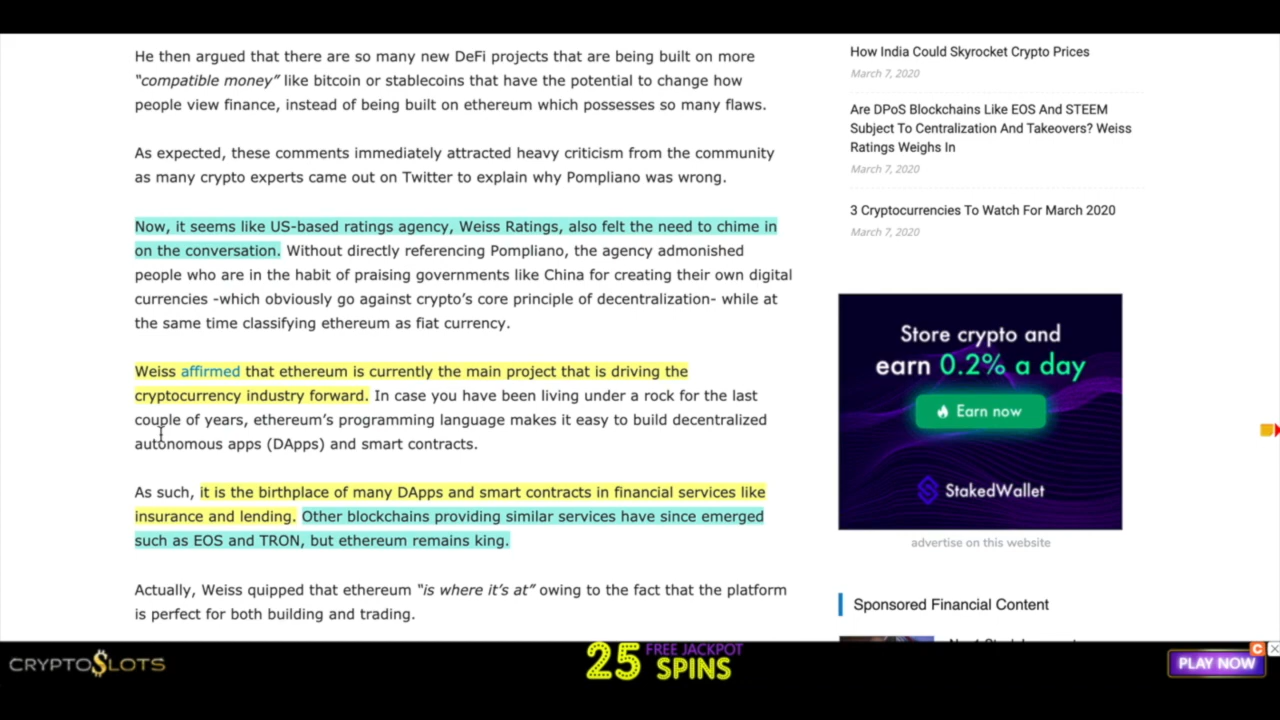 He then argued that there are so many new DeFi projects that are being built on more
“compatible money” like bitcoin or stablecoins that have the potential to change how
people view finance, instead of being built on ethereum which possesses so many flaws.
As expected, these comments immediately attracted heavy criticism from the community
as many crypto experts came out on Twitter to explain why Pompliano was wrong.
Now, it seems like US-based ratings agency, Weiss Ratings, also felt the need to chime in
on the conversation. Without directly referencing Pompliano, the agency admonished
people who are in the habit of praising governments like China for creating their own digital
currencies -which obviously go against crypto’s core principle of decentralization- while at
the same time classifying ethereum as fiat currency.
Weiss affirmed that ethereum is currently the main project that is driving the
cryptocurrency industry forward. In case you have been living under a rock for the last
couple of years, ethereum’s programming language makes it easy to build decentralized
autonomous apps (DApps) and smart contracts.
As such, it is the birthplace of many DApps and smart contracts in financial services like
insurance and lending. Other blockchains providing similar services have since emerged
such as EOS and TRON, but ethereum remains king.
Actually, Weiss quipped that ethereum “is where it’s at” owing to the fact that the platform
is perfect for both building and trading.
How India Could Skyrocket Crypto Prices
March 7, 2020
Are DPoS Blockchains Like EOS And STEEM
Subject To Centralization And Takeovers? Weiss
Ratings Weighs In
March 7, 2020
3 Cryptocurrencies To Watch For March 2020
March 7, 2020
Store crypto and
earn 0.2% a day
Earn now
StakedWallet
advertise on this website
Sponsored Financial Content
CRYPTOSLOTS
25 FREE JACKPOT
SPINS
PLAY NOW